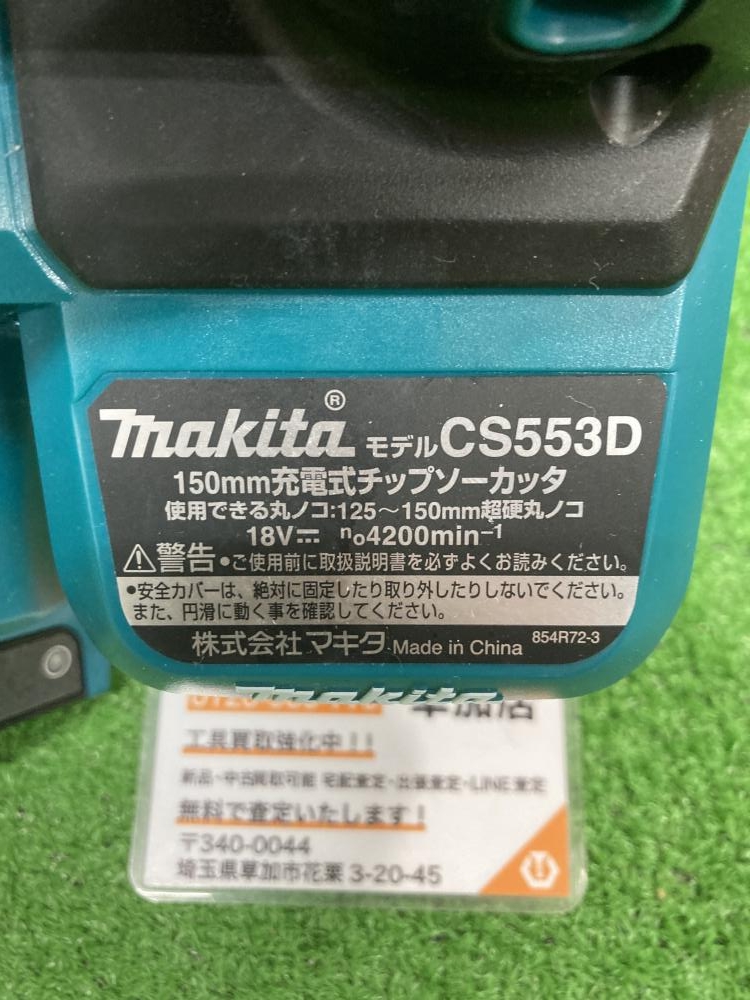 makita® モデル CS553D
150mm充電式チップソーカッタ
使用できる丸ノコ:125～150mm超硬丸ノコ
18V⎓ n₀4200min⁻¹
⚠警告 •ご使用前に取扱説明書を必ずよくお読みください。
•安全カバーは、絶対に固定したり取り外したりしないでください。
また、円滑に動く事を確認してください。
株式会社マキタ Made in China 854R72-3
makita
草加店
工具買取強化中!!
新品・中古買取可能 宅配査定・出張査定・LINE査定
無料で査定いたします!
〒340-0044
埼玉県草加市花栗 3-20-45